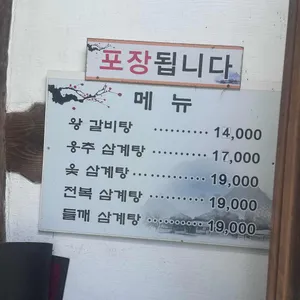 포장됩니다
메 뉴
왕 갈비탕 .......... 14,000
웅추 삼계탕 .......... 17,000
옻 삼계탕 .......... 19,000
전복 삼계탕 .......... 19,000
들깨 삼계탕 .......... 19,000